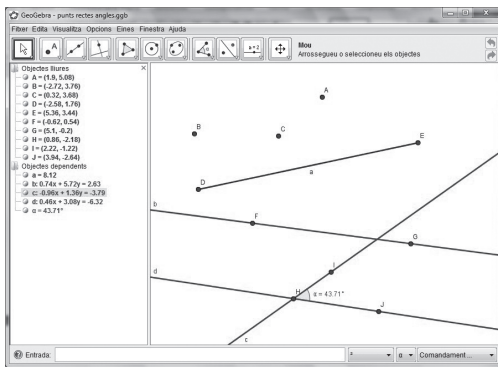 GeoGebra - punts rectes angles.ggb
Fitxer Edita Visualitza Opcions Eines Finestra Ajuda
Mou
Arrossegueu o seleccioneu els objectes
Objectes lliures
A = (1.9, 5.08)
B = (-2.72, 3.76)
C = (0.32, 3.68)
D = (-2.58, 1.76)
E = (5.36, 3.44)
F = (-0.62, 0.54)
G = (5.1, -0.2)
H = (0.86, -2.18)
I = (2.22, -1.22)
J = (3.94, -2.64)
Objectes dependents
a = 8.12
b: 0.74x + 5.72y = 2.63
c: -0.96x + 1.36y = -3.79
d: 0.46x + 3.08y = -6.32
α = 43.71°
A
B
C
E
a
D
b
F
G
I
d
H
α = 43.71°
J
c
Entrada:
α
Comandament ...